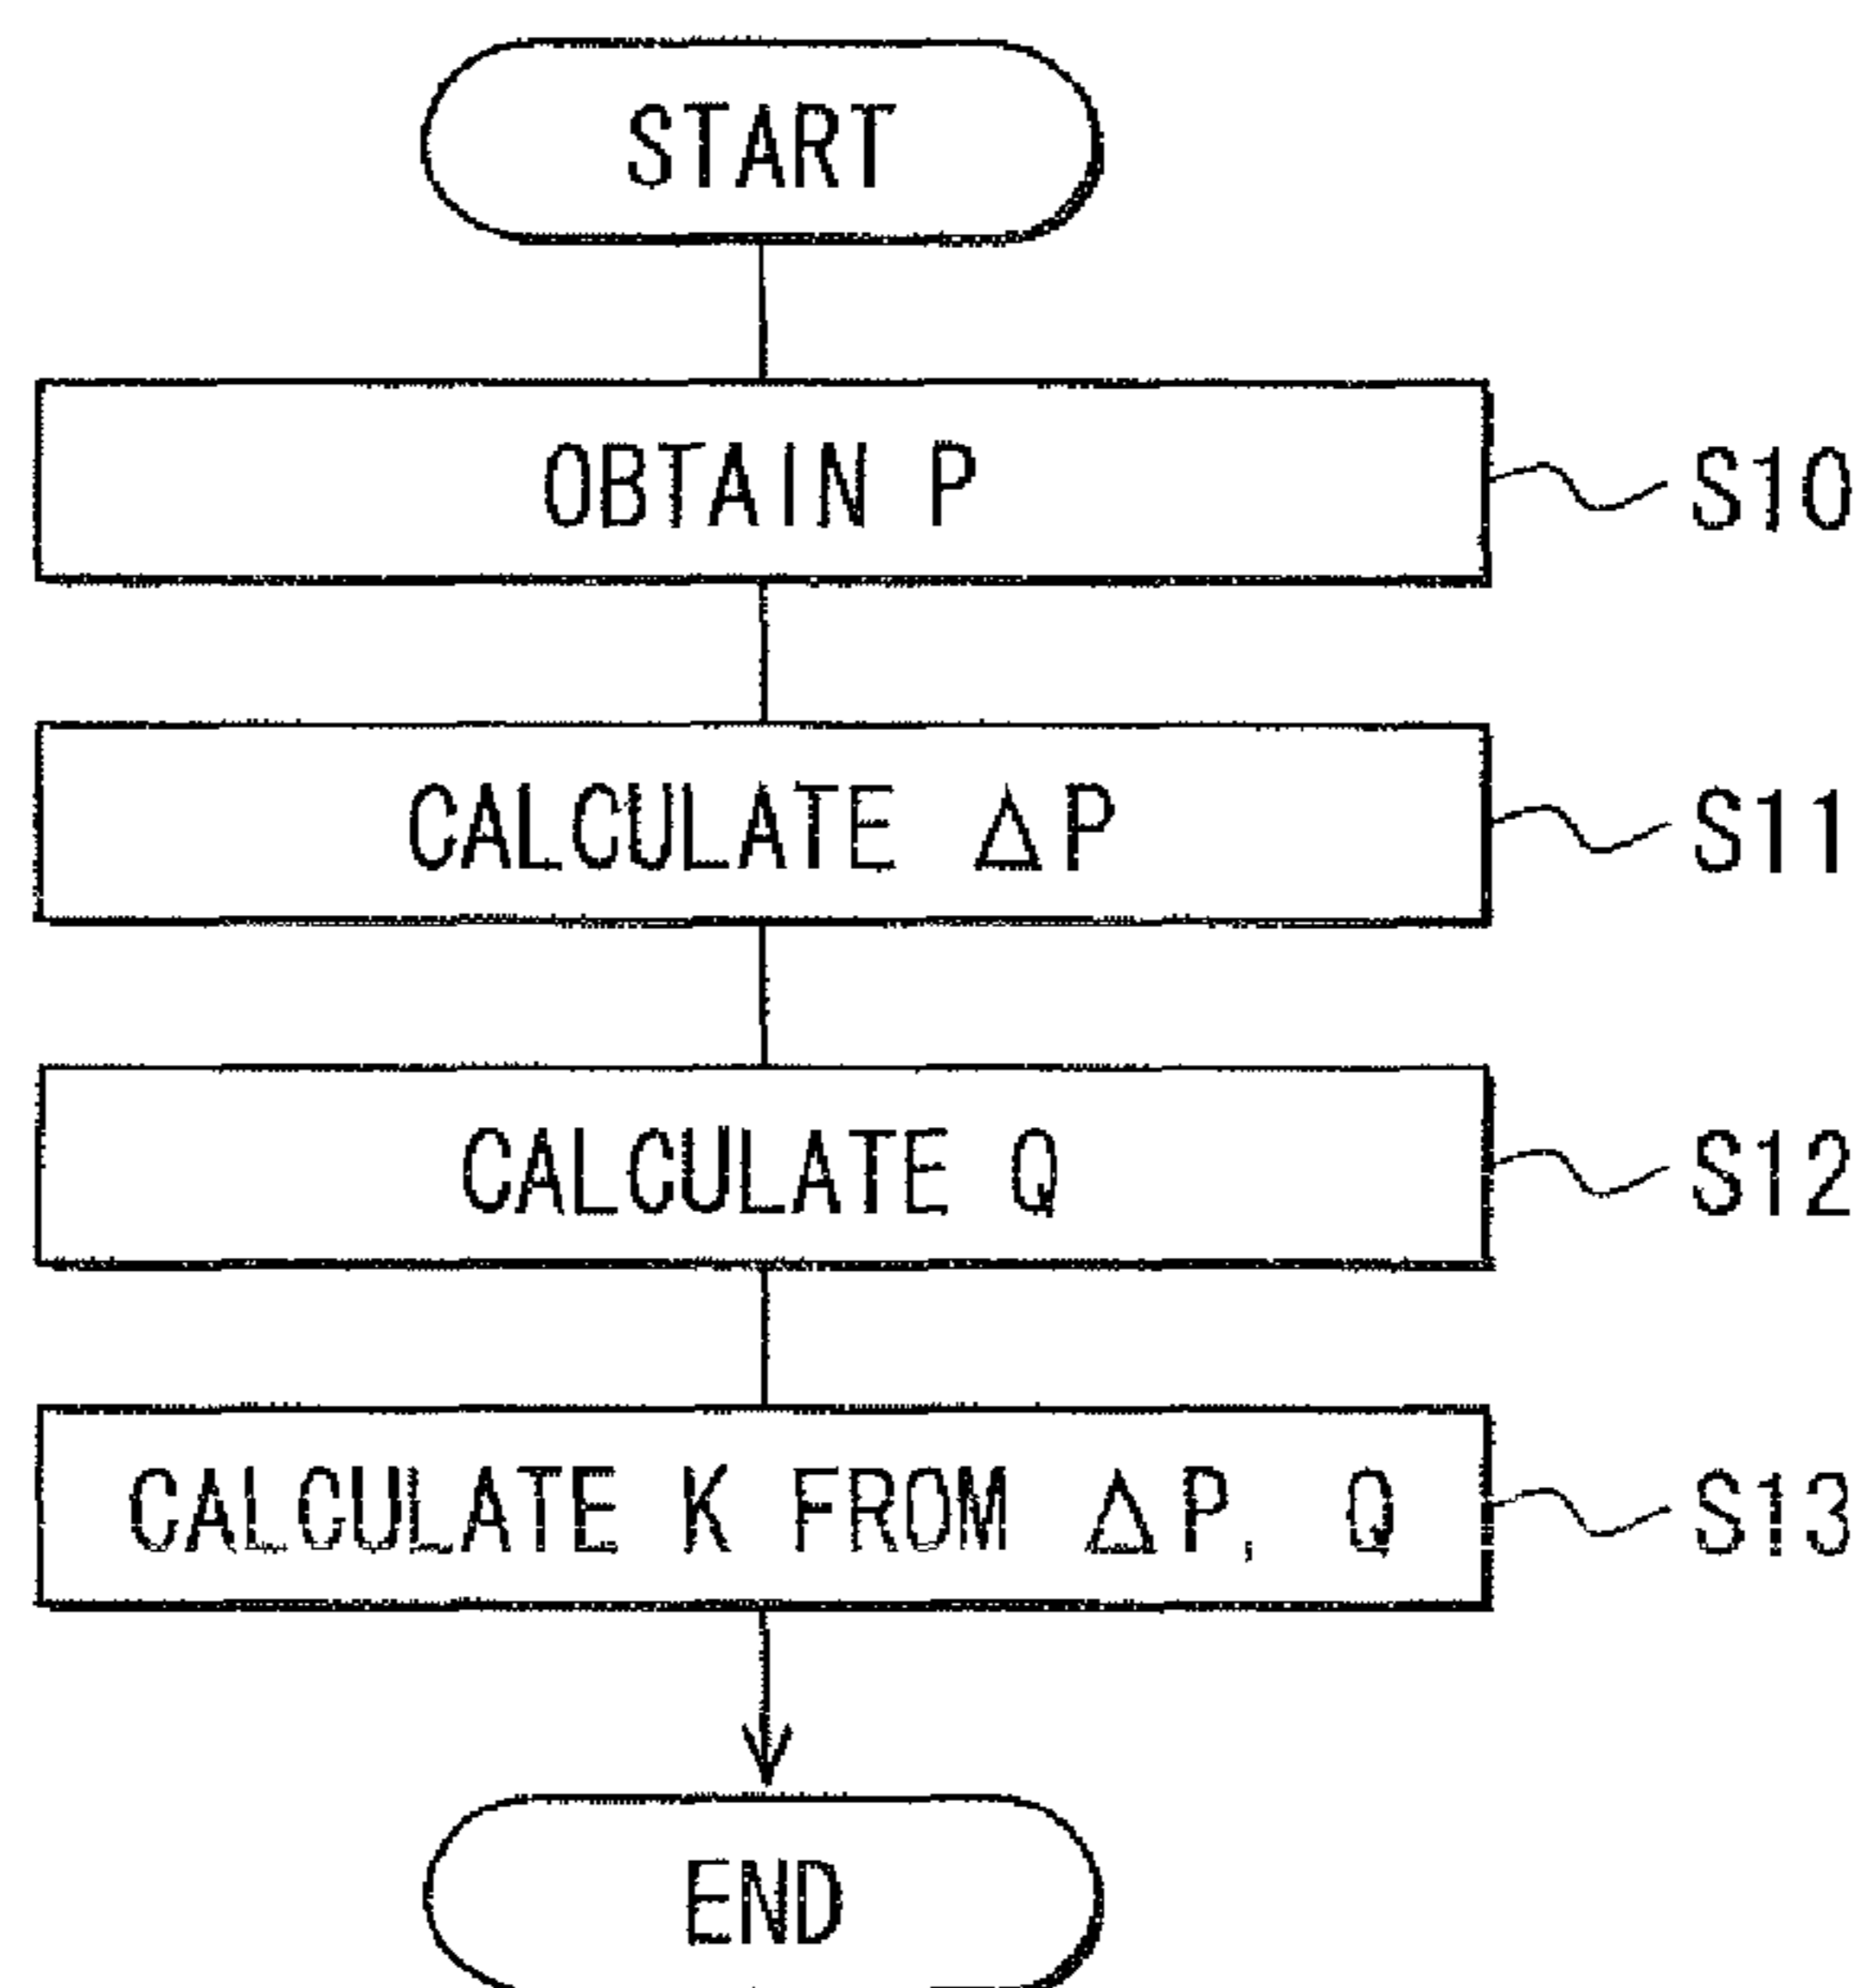 START
OBTAIN P S10
CALCULATE ΔP S11
CALCULATE Q S12
CALCULATE K FROM ΔP, Q S13
END